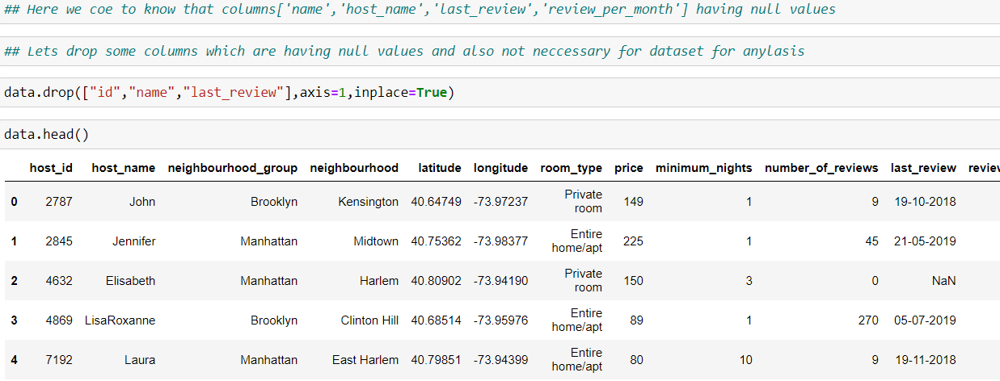 ## Here we coe to know that columns['name','host_name','last_review','review_per_month'] having null values
## Lets drop some columns which are having null values and also not neccessary for dataset for anylasis
data.drop(["id","name","last_review"],axis=1,inplace=True)
data.head()
host_id host_name neighbourhood_group neighbourhood latitude longitude room_type price minimum_nights number_of_reviews last_review review
0 2787 John Brooklyn Kensington 40.64749 -73.97237 Private room 149 1 9 19-10-2018
1 2845 Jennifer Manhattan Midtown 40.75362 -73.98377 Entire home/apt 225 1 45 21-05-2019
2 4632 Elisabeth Manhattan Harlem 40.80902 -73.94190 Private room 150 3 0 NaN
3 4869 LisaRoxanne Brooklyn Clinton Hill 40.68514 -73.95976 Entire home/apt 89 1 270 05-07-2019
4 7192 Laura Manhattan East Harlem 40.79851 -73.94399 Entire home/apt 80 10 9 19-11-2018